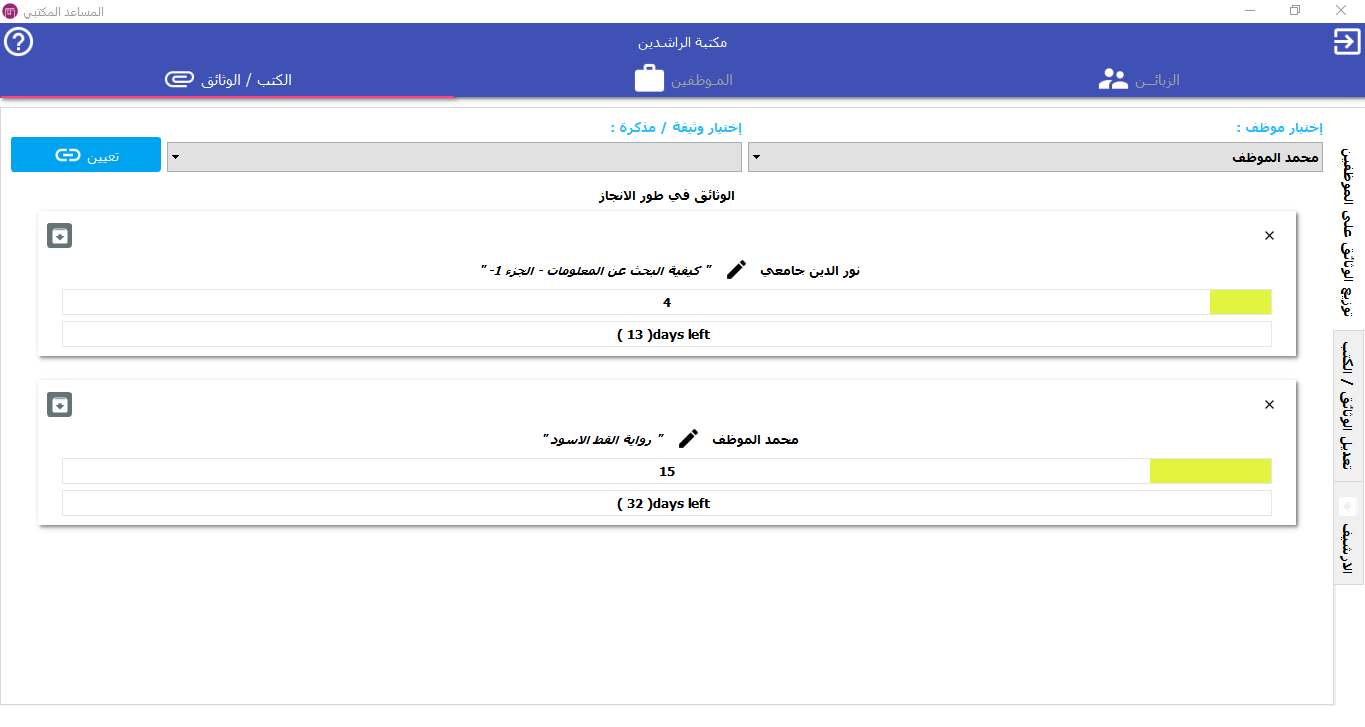 المساعد المكتبي
مكتبة الراشدين
الزبائــن
المـوظفين
الكتب / الوثائق
إختيار موظف :
إختيار وثيقة / مذكرة :
محمد الموظف
تعيين
الوثائق في طور الانجاز
نور الدين جامعي
" كيفية البحث عن المعلومات - الجزء 1- "
4
( 13 )days left
محمد الموظف
" رواية القط الاسود "
15
( 32 )days left
توزيع الوثائق على الموظفين
تعديل الوثائق / الكتب
الارشيف